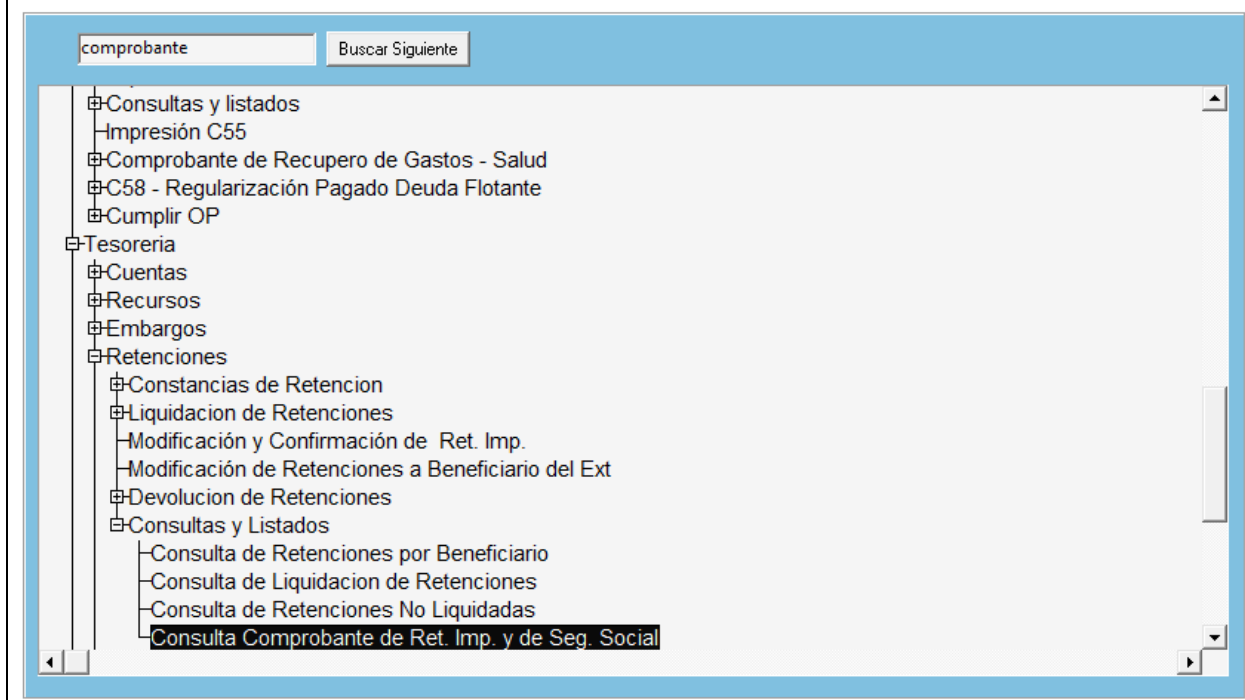 comprobante
Buscar Siguiente
Consultas y listados
Impresión C55
Comprobante de Recupero de Gastos - Salud
C58 - Regularización Pagado Deuda Flotante
Cumplir OP
Tesoreria
Cuentas
Recursos
Embargos
Retenciones
Constancias de Retencion
Liquidacion de Retenciones
Modificación y Confirmación de  Ret. Imp.
Modificación de Retenciones a Beneficiario del Ext
Devolucion de Retenciones
Consultas y Listados
Consulta de Retenciones por Beneficiario
Consulta de Liquidacion de Retenciones
Consulta de Retenciones No Liquidadas
Consulta Comprobante de Ret. Imp. y de Seg. Social